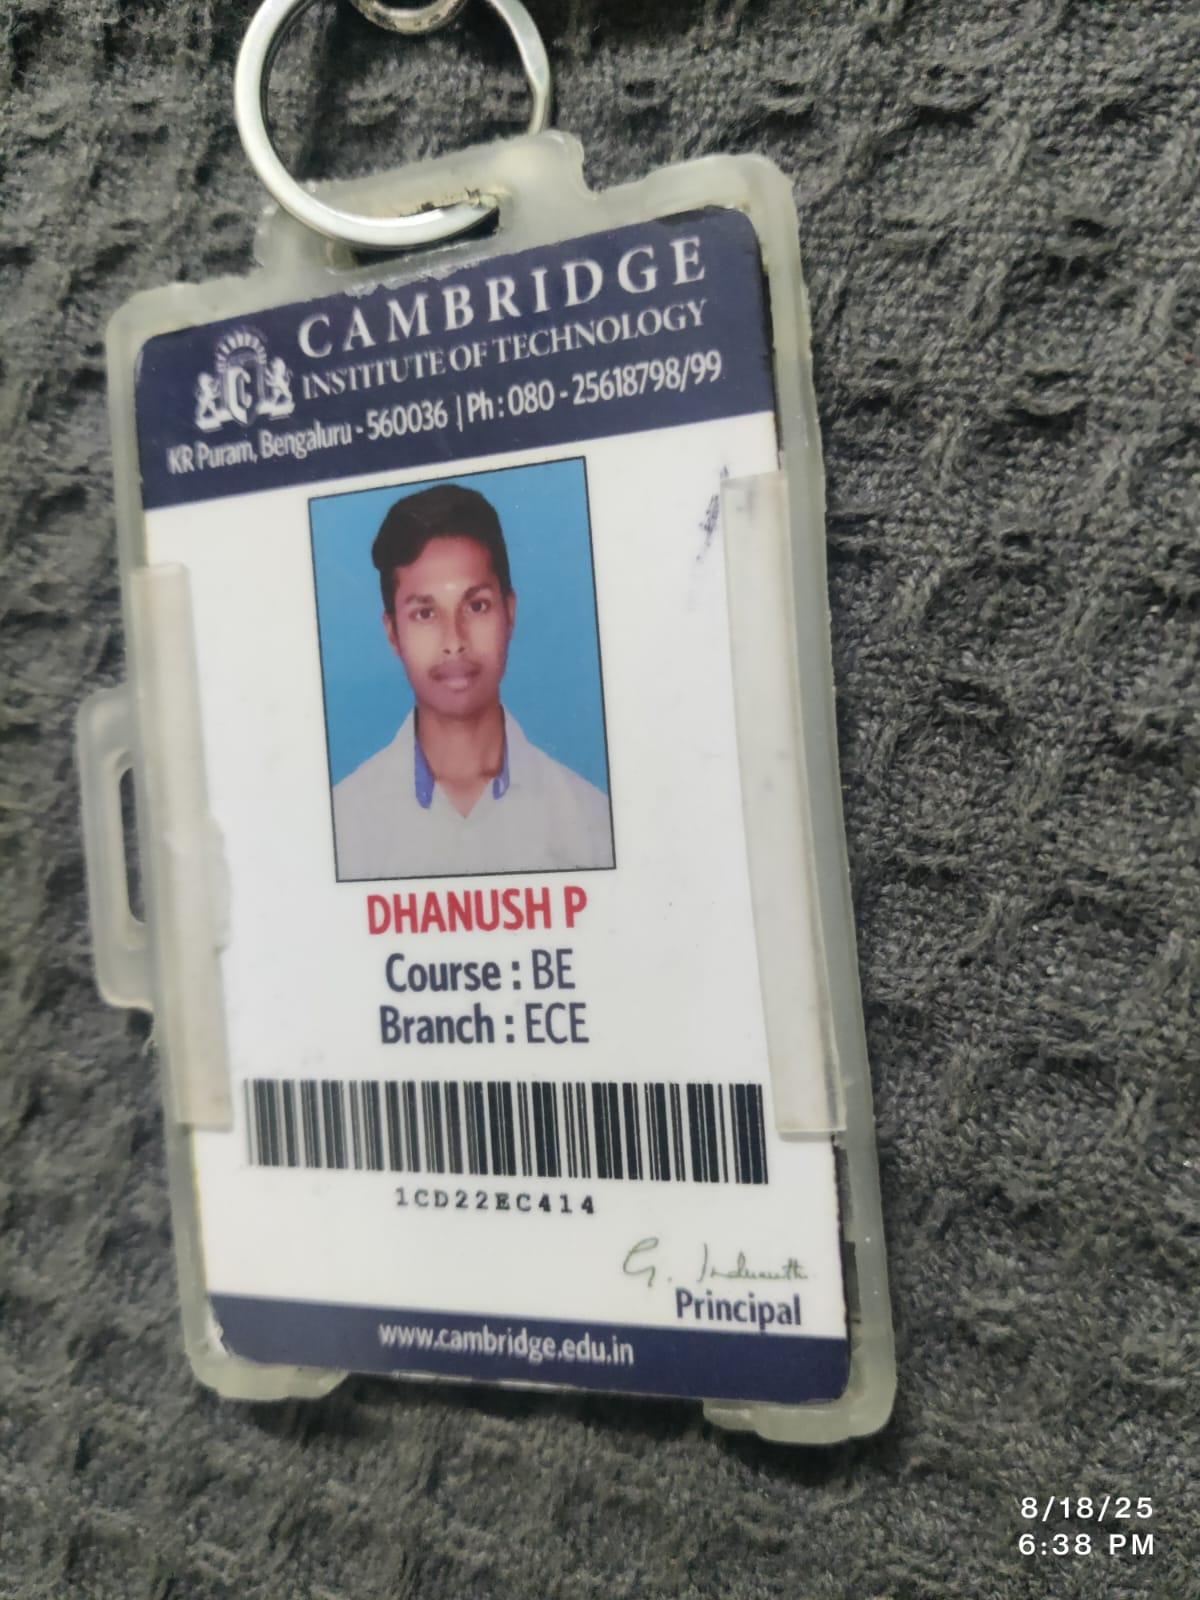 CAMBRIDGE
INSTITUTE OF TECHNOLOGY
KR Puram, Bengaluru - 560036 | Ph : 080 - 25618798/99
DHANUSH P
Course : BE
Branch : ECE
1CD22EC414
G. Indumathi
Principal
www.cambridge.edu.in
8/18/25
6:38 PM